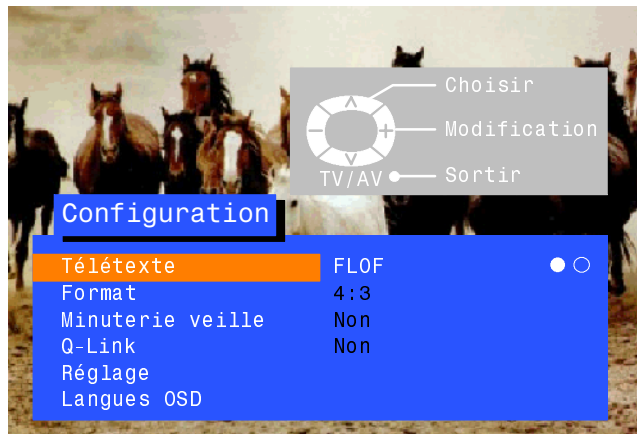 Choisir
Modification
TV/AV Sortir
Configuration
Télétexte FLOF
Format 4:3
Minuterie veille Non
Q-Link Non
Réglage
Langues OSD